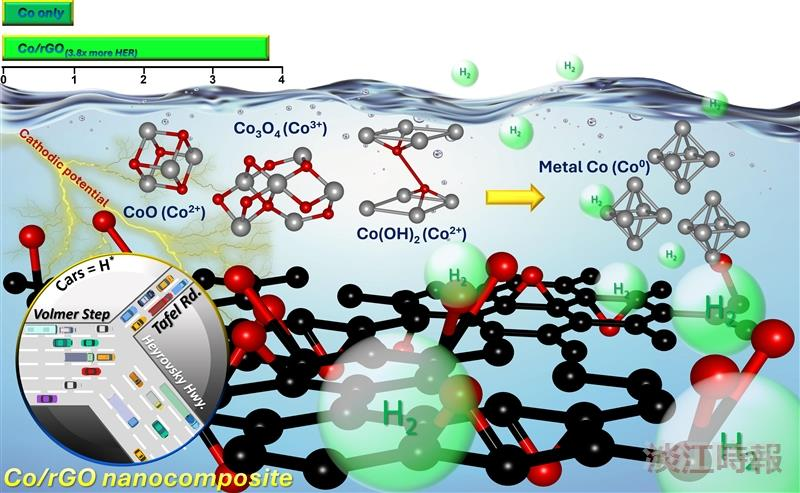 Co only
Co/rGO (3.8x more HER)
0 1 2 3 4
H₂
H₂
H₂
H₂
Cathodic potential
Co₃O₄ (Co³⁺)
CoO (Co²⁺)
Co(OH)₂ (Co²⁺)
Metal Co (Co⁰)
H₂
H₂
H₂
H₂
H₂
Cars = H*
Volmer Step
Tafel Rd.
Heyrovsky Hwy.
H₂
H₂
Co/rGO nanocomposite
淡江時報